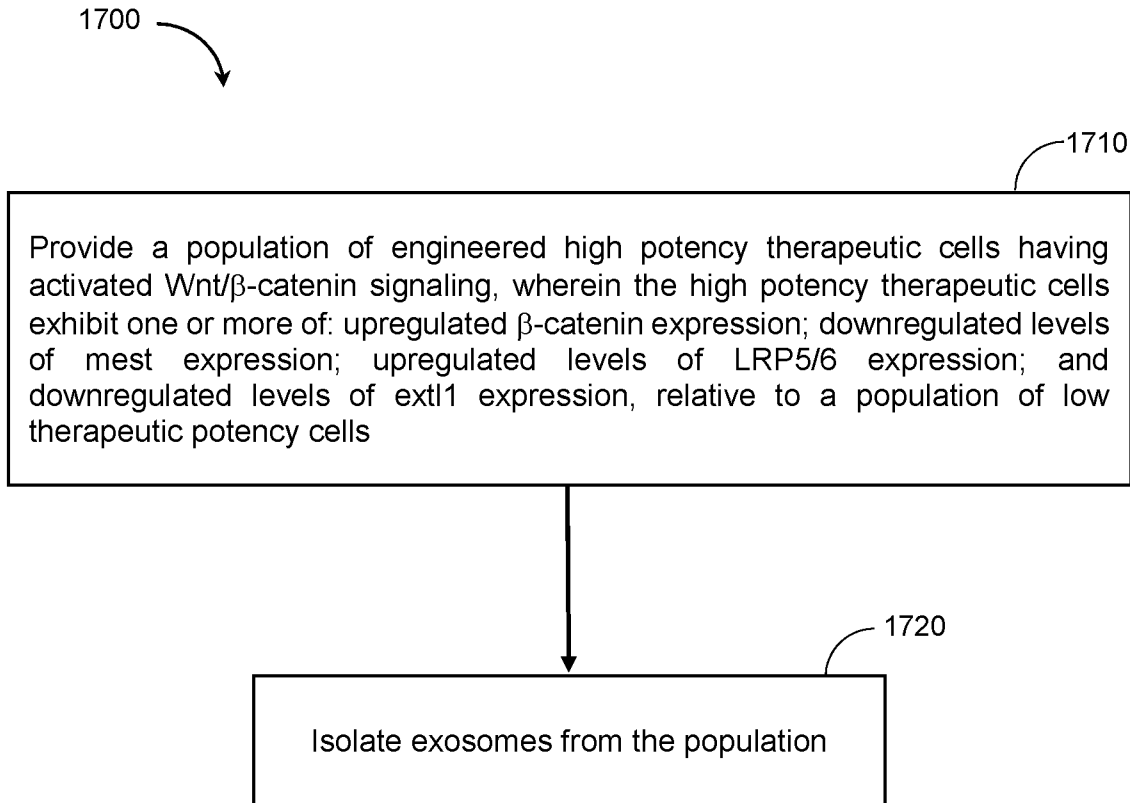 1700
1710
Provide a population of engineered high potency therapeutic cells having
activated Wnt/β-catenin signaling, wherein the high potency therapeutic cells
exhibit one or more of: upregulated β-catenin expression; downregulated levels
of mest expression; upregulated levels of LRP5/6 expression; and
downregulated levels of extl1 expression, relative to a population of low
therapeutic potency cells
1720
Isolate exosomes from the population